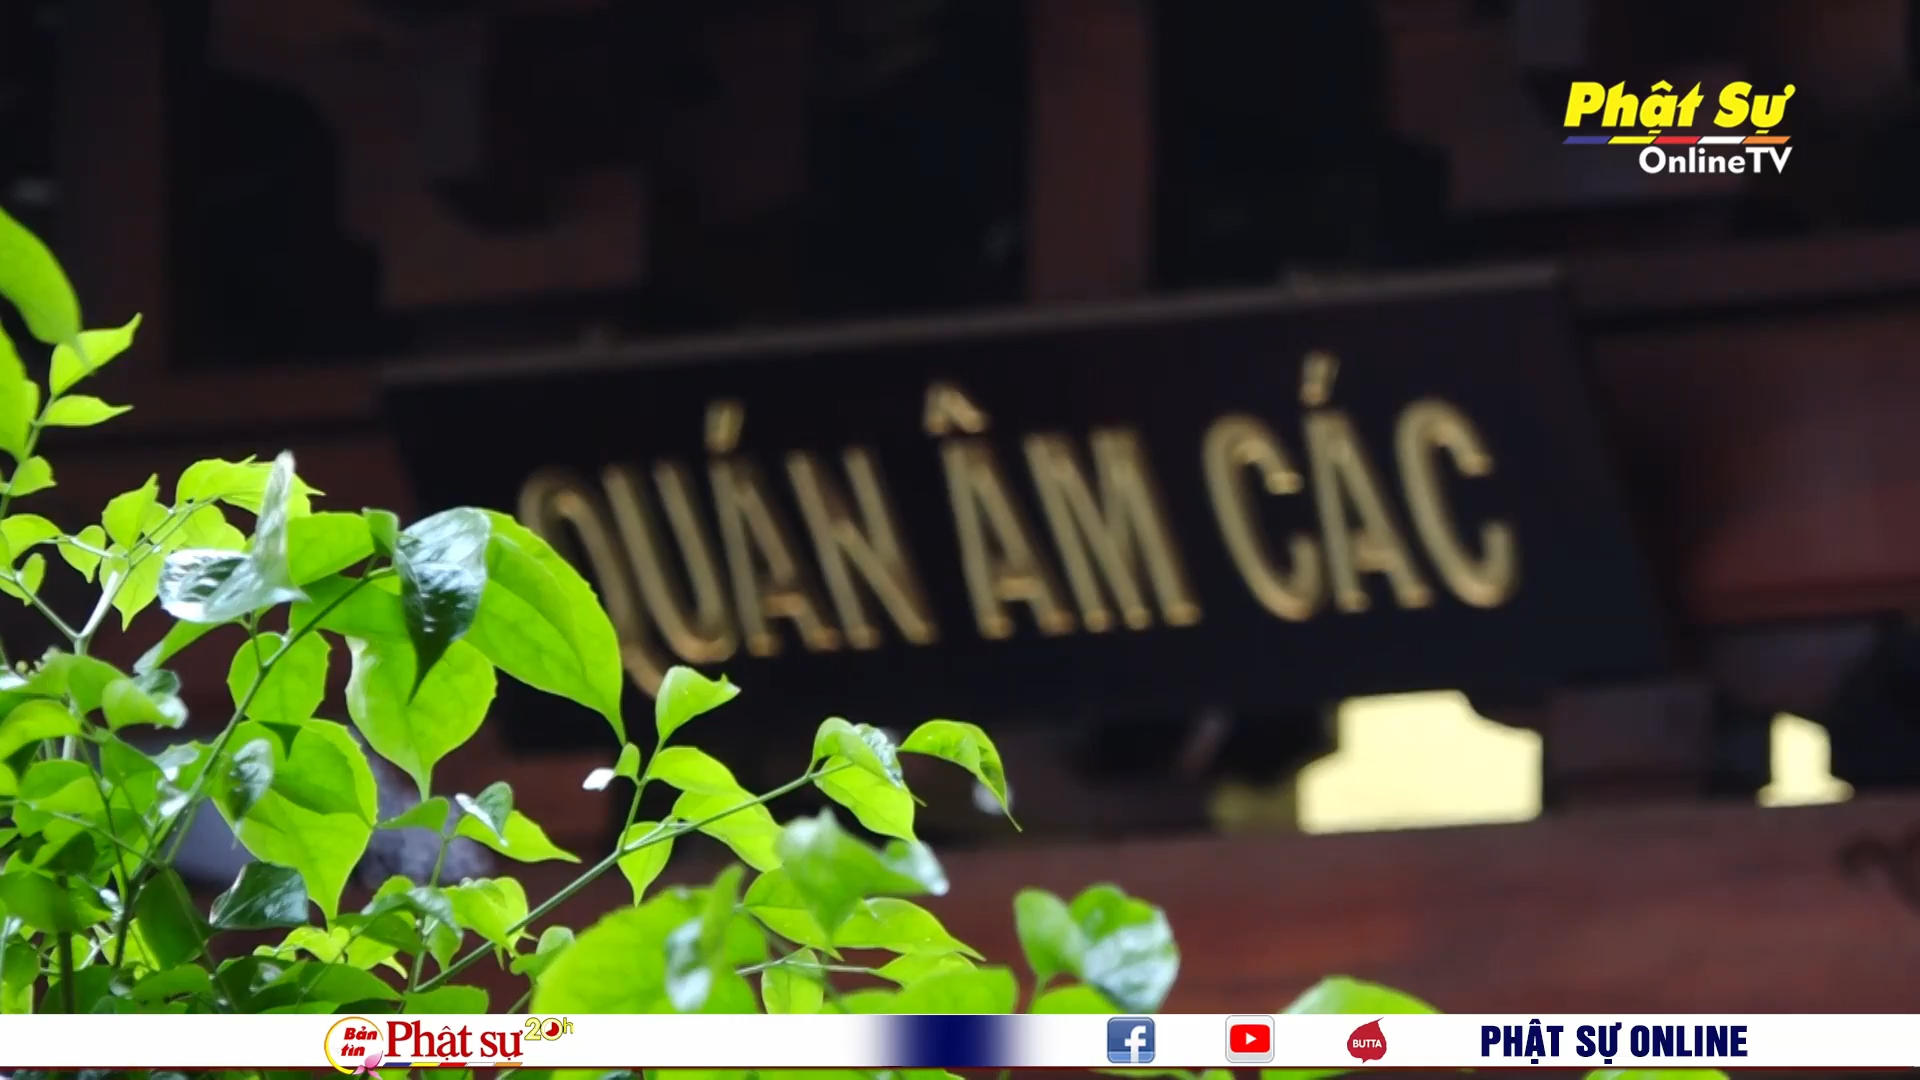 Phật Sự
OnlineTV
QUÁN ÂM CÁC
Bản tin
Phật sự 20h
BUTTA
PHẬT SỰ ONLINE